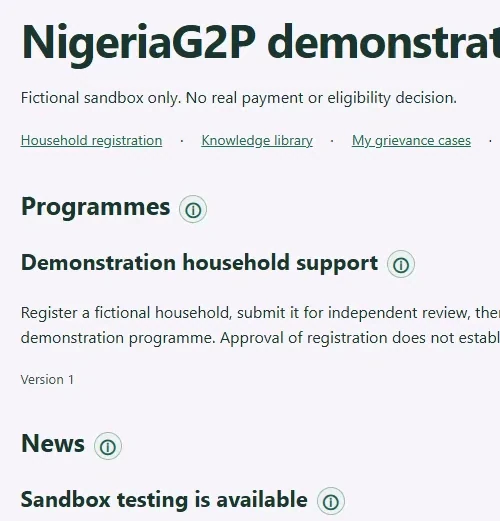 NigeriaG2P demonstrat
Fictional sandbox only. No real payment or eligibility decision.
Household registration · Knowledge library · My grievance cases ·
Programmes
Demonstration household support
Register a fictional household, submit it for independent review, the
demonstration programme. Approval of registration does not establ
Version 1
News
Sandbox testing is available